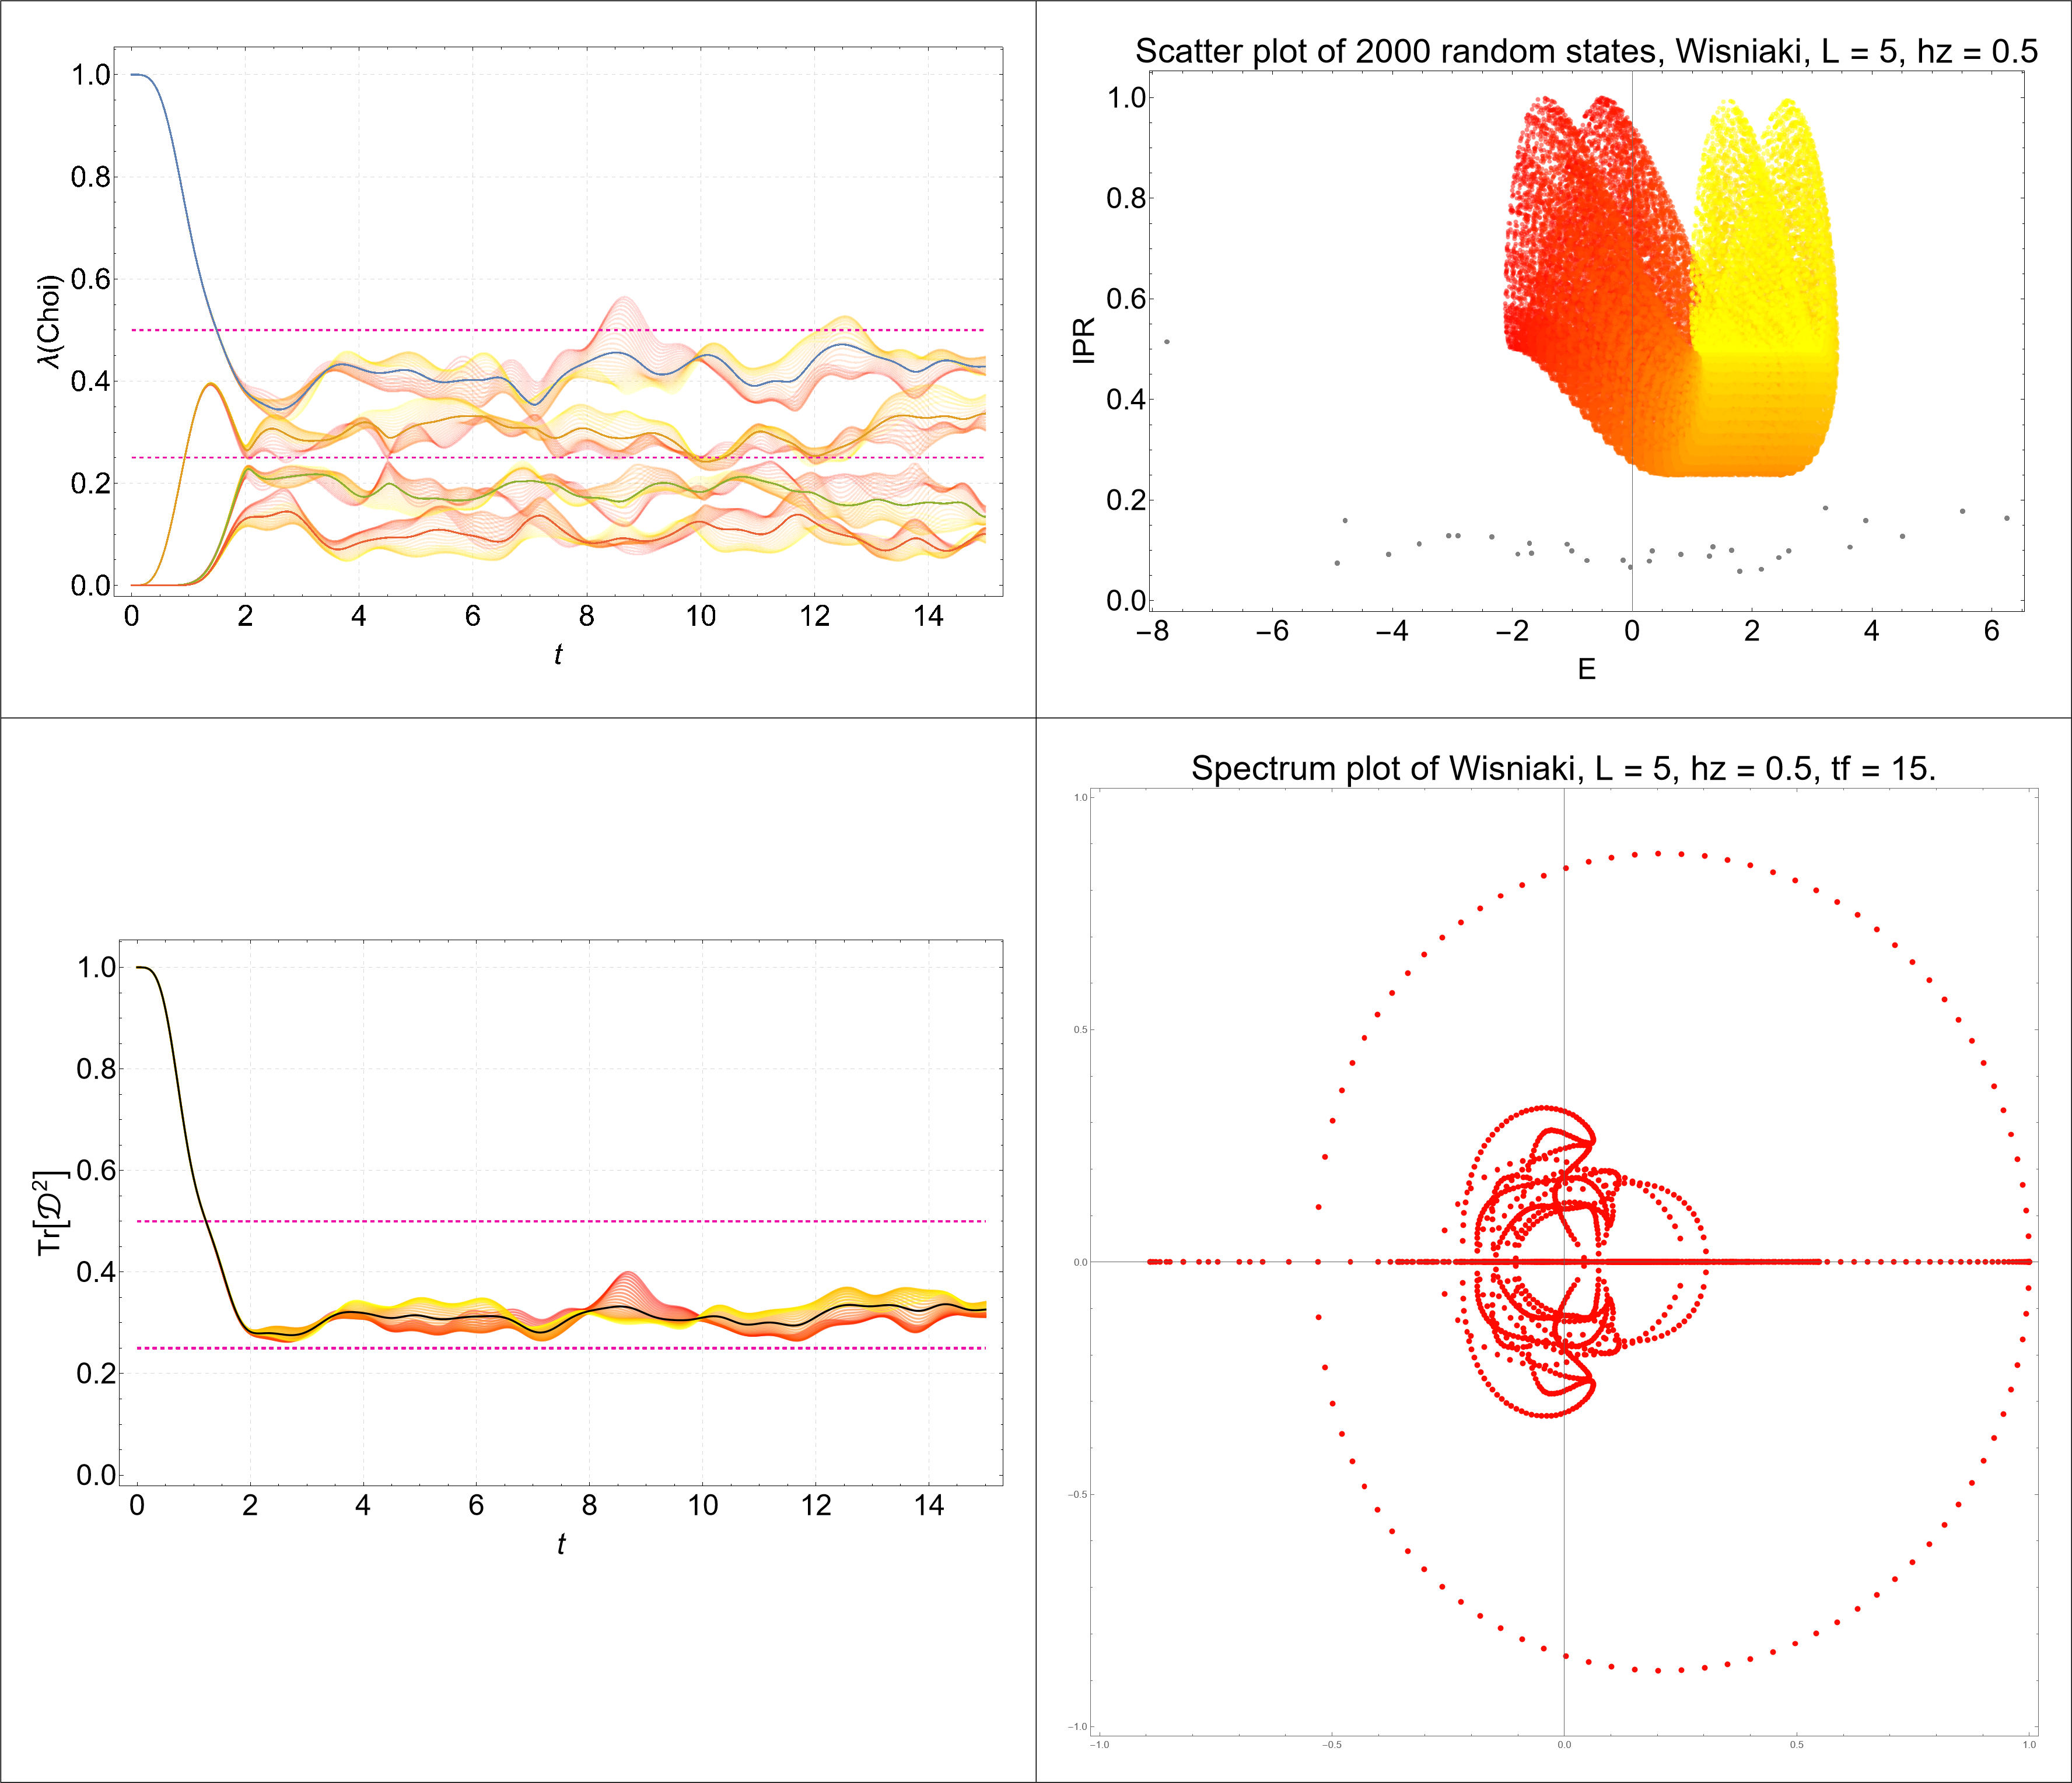 1.0
0.8
0.6
0.4
0.2
0.0
λ(Choi)
0 2 4 6 8 10 12 14
t
Scatter plot of 2000 random states, Wisniaki, L = 5, hz = 0.5
1.0
0.8
0.6
0.4
0.2
0.0
IPR
−8 −6 −4 −2 0 2 4 6
E
1.0
0.8
0.6
0.4
0.2
0.0
Tr[𝒟²]
0 2 4 6 8 10 12 14
t
Spectrum plot of Wisniaki, L = 5, hz = 0.5, tf = 15.
1.0
0.5
0.0
−0.5
−1.0
−1.0 −0.5 0.0 0.5 1.0